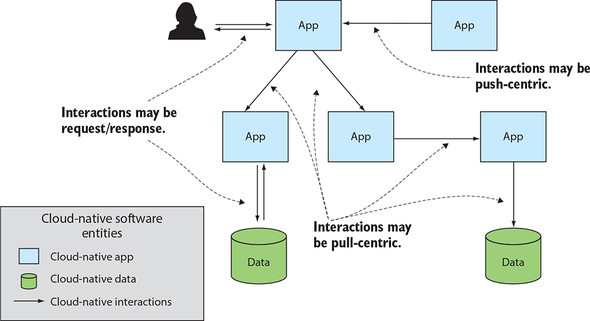 App
App
Interactions may be
push-centric.
Interactions may be
request/response.
App
App
App
Interactions may
be pull-centric.
Cloud-native software
entities
Cloud-native app
Cloud-native data
Cloud-native interactions
Data
Data